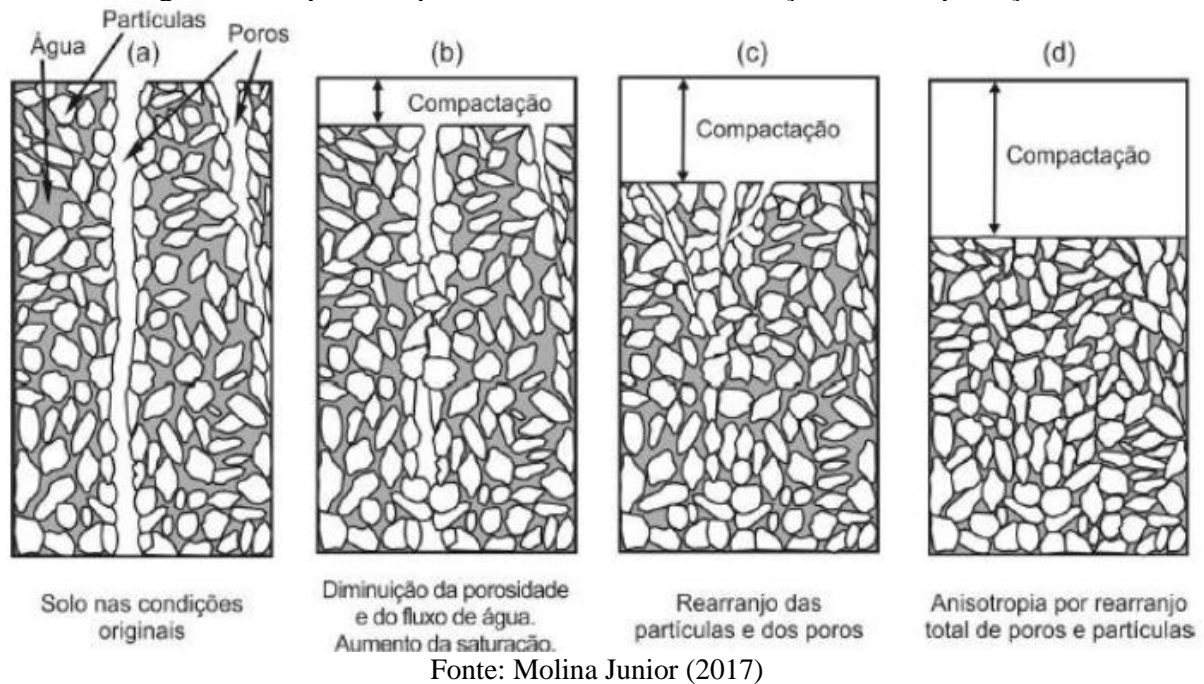 Partículas
Água
(a)
Poros
(b)
(c)
(d)
Compactação
Compactação
Compactação
Solo nas condições
originais
Diminuição da porosidade
e do fluxo de água.
Aumento da saturação.
Rearranjo das
partículas e dos poros
Anisotropia por rearranjo
total de poros e partículas
Fonte: Molina Junior (2017)